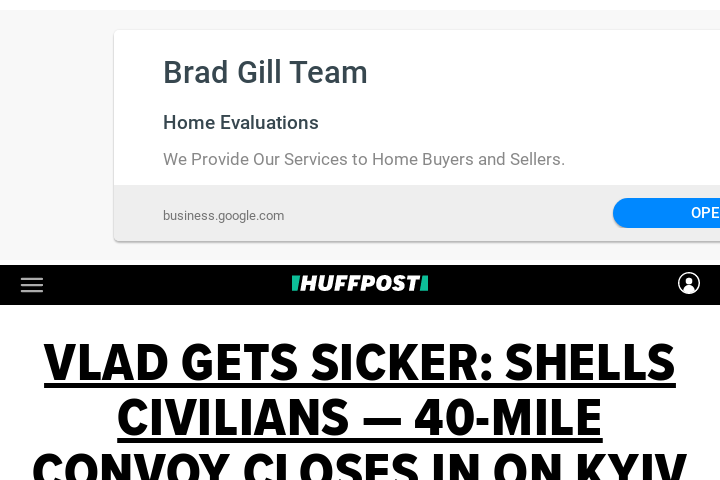 Brad Gill Team
Home Evaluations
We Provide Our Services to Home Buyers and Sellers.
business.google.com
OPE
HUFFPOST
VLAD GETS SICKER: SHELLS
CIVILIANS — 40-MILE
CONVOY CLOSES IN ON KYIV